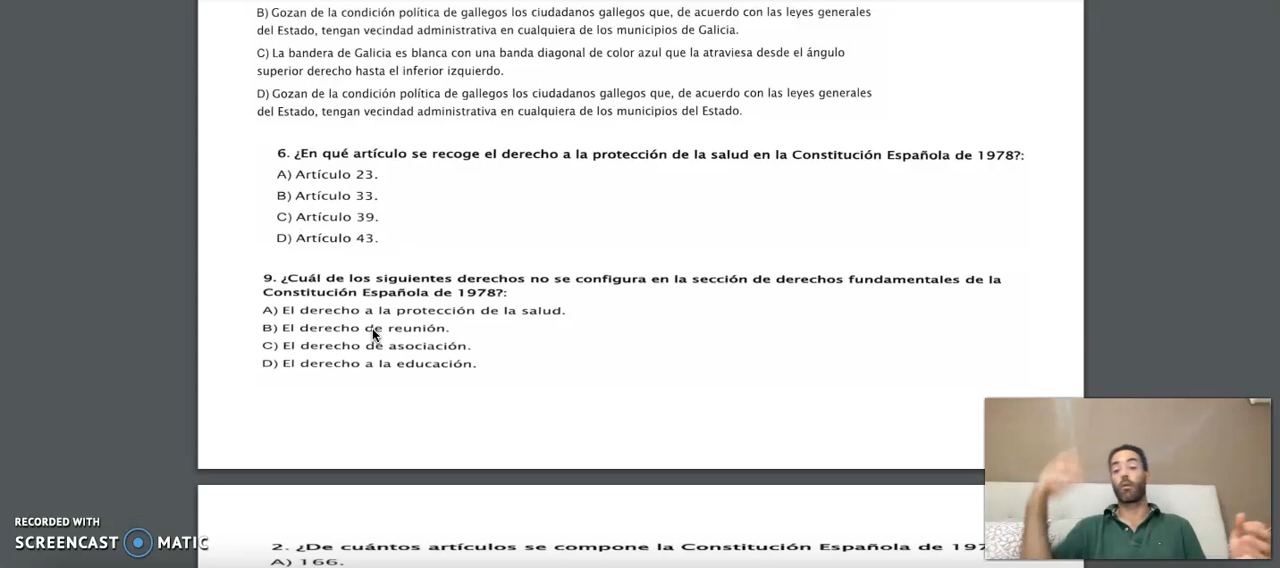 B) Gozan de la condición política de gallegos los ciudadanos gallegos que, de acuerdo con las leyes generales
del Estado, tengan vecindad administrativa en cualquiera de los municipios de Galicia.
C) La bandera de Galicia es blanca con una banda diagonal de color azul que la atraviesa desde el ángulo
superior derecho hasta el inferior izquierdo.
D) Gozan de la condición política de gallegos los ciudadanos gallegos que, de acuerdo con las leyes generales
del Estado, tengan vecindad administrativa en cualquiera de los municipios del Estado.
6. ¿En qué artículo se recoge el derecho a la protección de la salud en la Constitución Española de 1978?:
A) Artículo 23.
B) Artículo 33.
C) Artículo 39.
D) Artículo 43.
9. ¿Cuál de los siguientes derechos no se configura en la sección de derechos fundamentales de la
Constitución Española de 1978?:
A) El derecho a la protección de la salud.
B) El derecho de reunión.
C) El derecho de asociación.
D) El derecho a la educación.
2. ¿De cuántos artículos se compone la Constitución Española de 197
A) 166.
RECORDED WITH
SCREENCAST MATIC